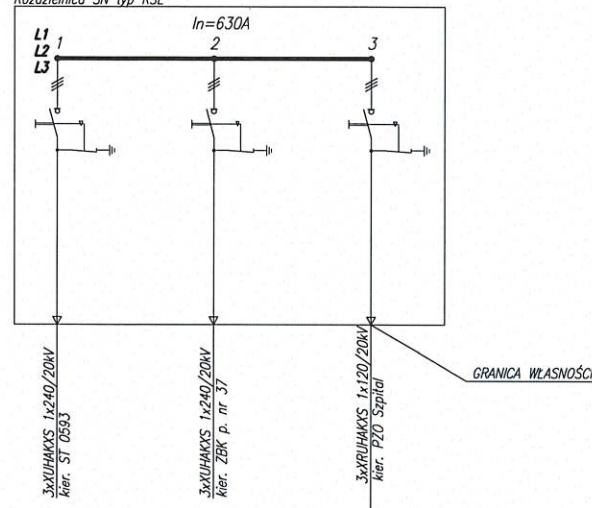 Rozdzielnica SN typ RSL
In=630A
L1
L2
L3
1
2
3
3xXUHAKXS 1x240/20kV
kier. ST 0593
3xXUHAKXS 1x240/20kV
kier. ZBK p. nr 37
3xXRUHAKXS 1x120/20kV
kier. PZO Szpital
GRANICA WŁASNOŚCI